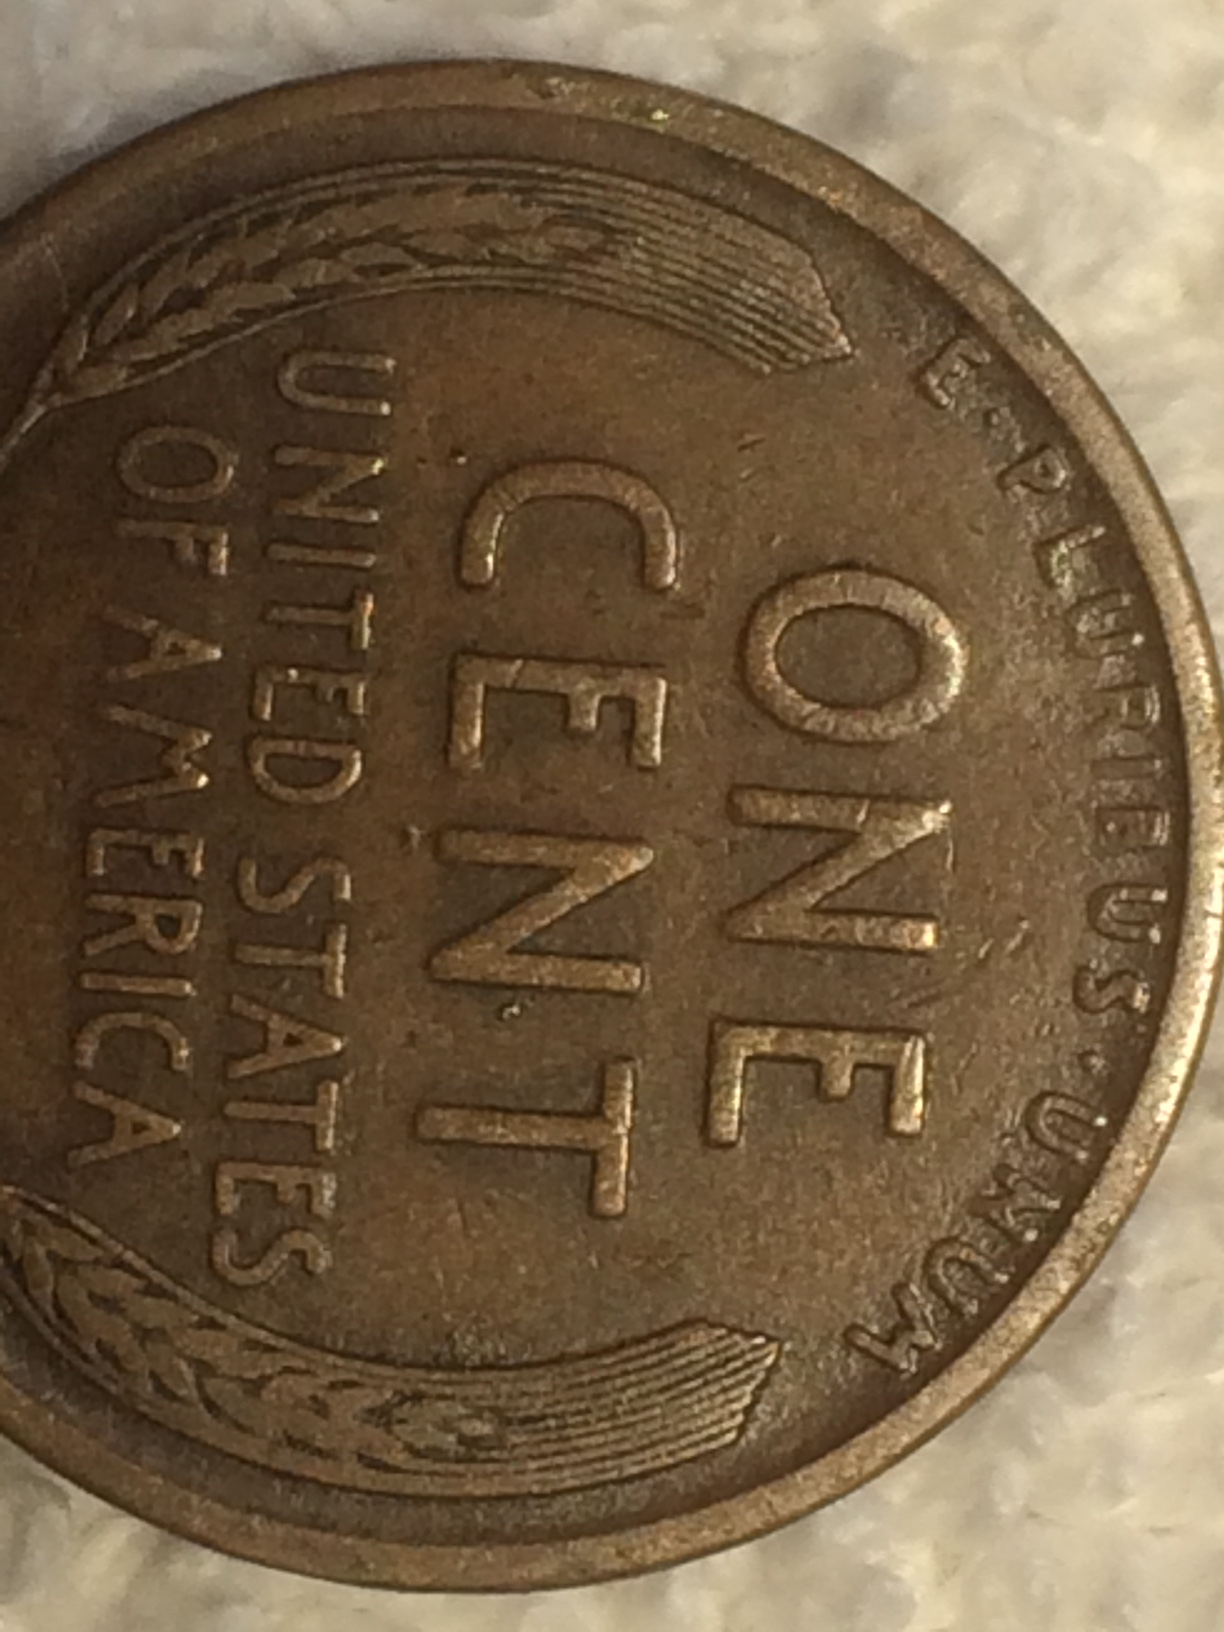 E·PLURIBUS·UNUM
ONE
CENT
UNITED STATES
OF AMERICA